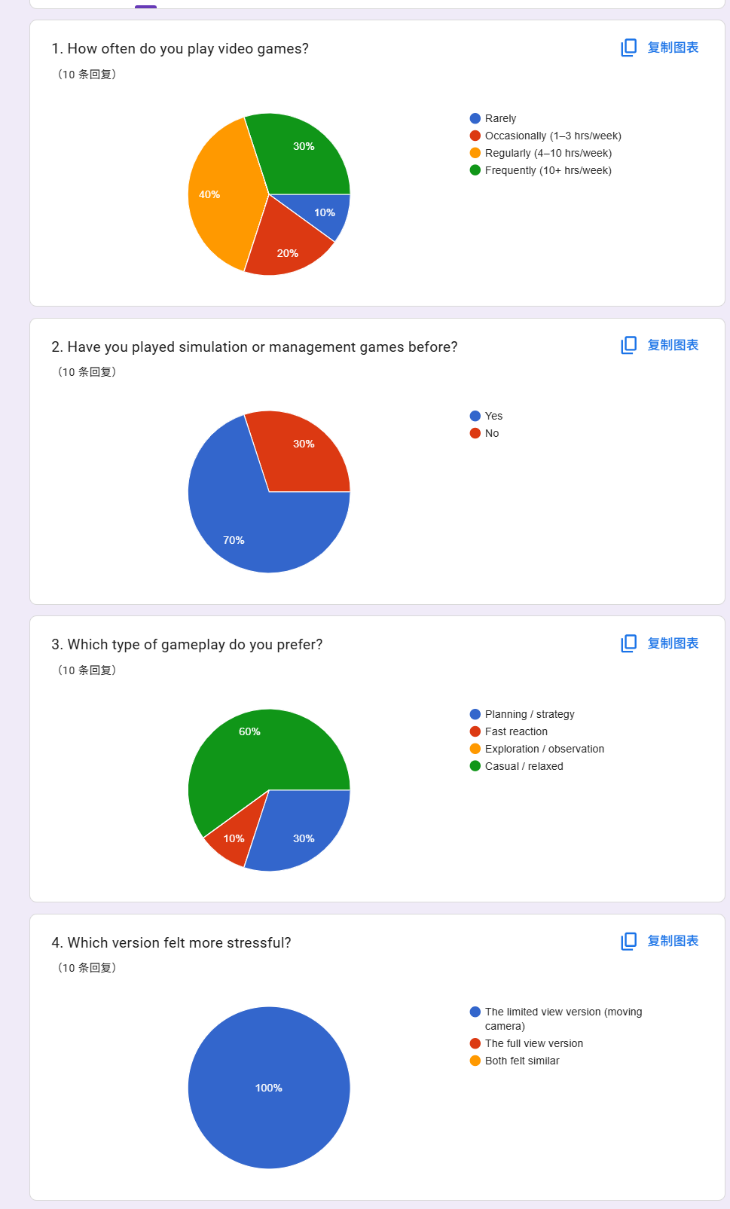 1. How often do you play video games?
复制图表
（10 条回复）
30%
40%
10%
20%
Rarely
Occasionally (1–3 hrs/week)
Regularly (4–10 hrs/week)
Frequently (10+ hrs/week)
2. Have you played simulation or management games before?
复制图表
（10 条回复）
30%
70%
Yes
No
3. Which type of gameplay do you prefer?
复制图表
（10 条回复）
60%
10%
30%
Planning / strategy
Fast reaction
Exploration / observation
Casual / relaxed
4. Which version felt more stressful?
复制图表
（10 条回复）
100%
The limited view version (moving
camera)
The full view version
Both felt similar